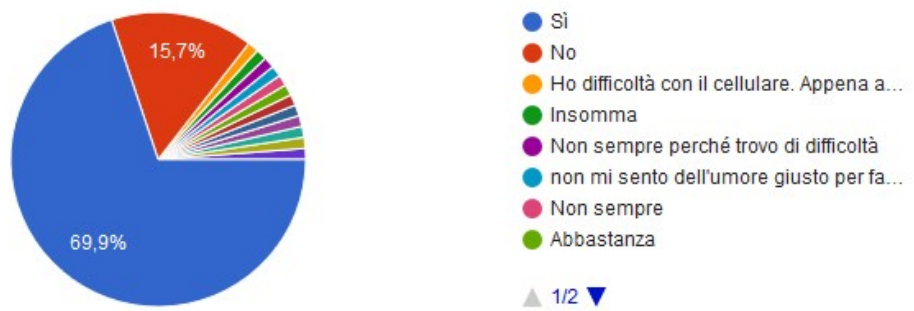 15,7%
69,9%
Sì
No
Ho difficoltà con il cellulare. Appena a...
Insomma
Non sempre perché trovo di difficoltà
non mi sento dell'umore giusto per fa...
Non sempre
Abbastanza
1/2